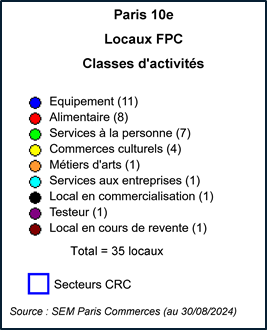 Paris 10e
Locaux FPC
Classes d'activités
Equipement (11)
Alimentaire (8)
Services à la personne (7)
Commerces culturels (4)
Métiers d'arts (1)
Services aux entreprises (1)
Local en commercialisation (1)
Testeur (1)
Local en cours de revente (1)
Total = 35 locaux
Secteurs CRC
Source : SEM Paris Commerces (au 30/08/2024)